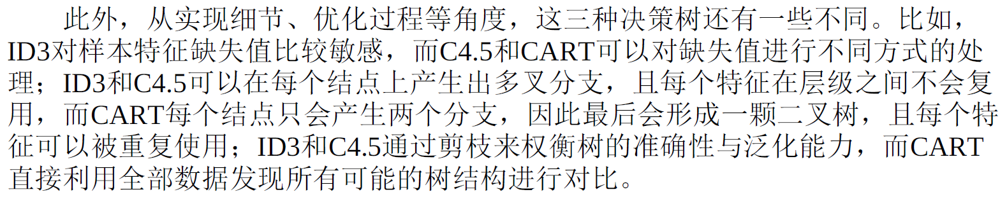 此外，从实现细节、优化过程等角度，这三种决策树还有一些不同。比如，
ID3对样本特征缺失值比较敏感，而C4.5和CART可以对缺失值进行不同方式的处
理；ID3和C4.5可以在每个结点上产生出多叉分支，且每个特征在层级之间不会复
用，而CART每个结点只会产生两个分支，因此最后会形成一颗二叉树，且每个特
征可以被重复使用；ID3和C4.5通过剪枝来权衡树的准确性与泛化能力，而CART
直接利用全部数据发现所有可能的树结构进行对比。